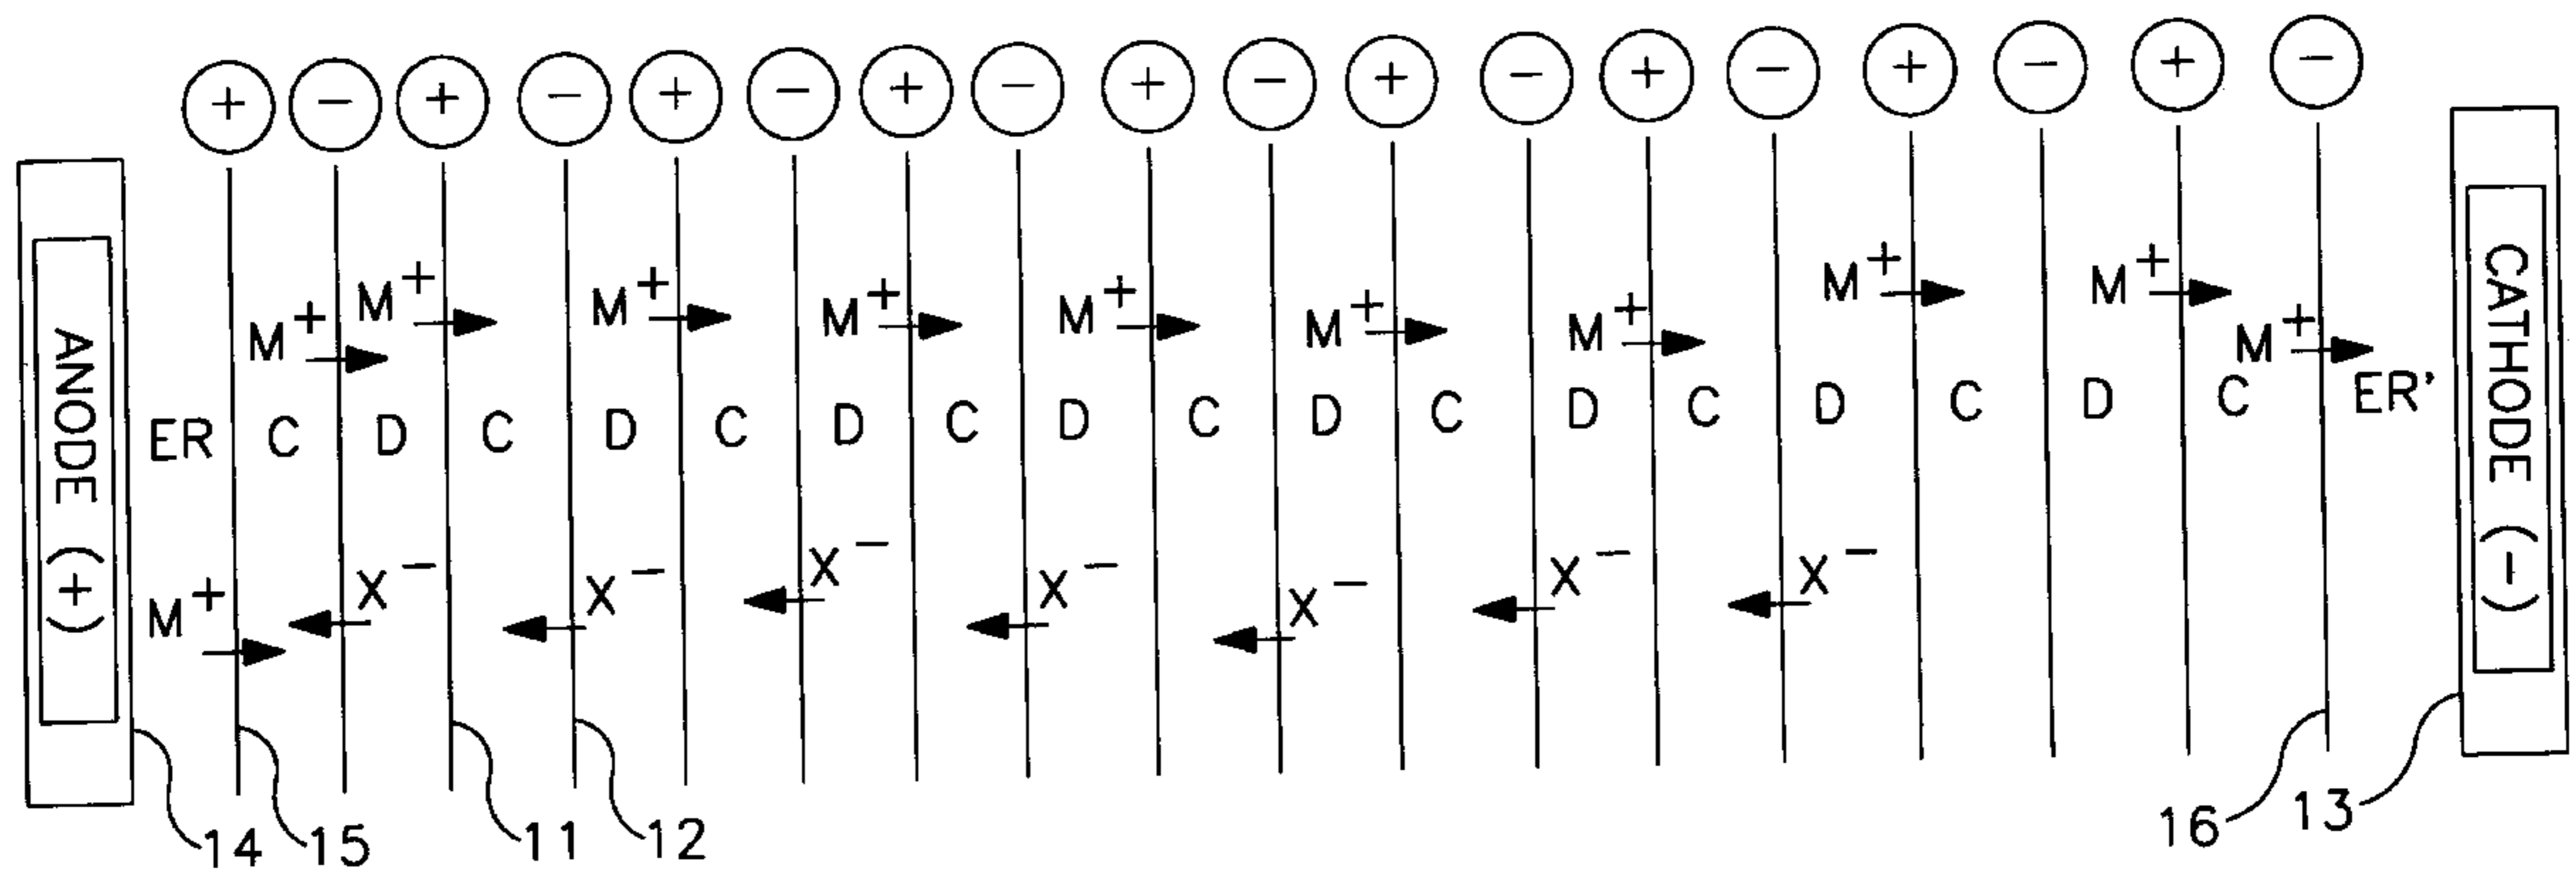 + − + − + − + − + − + − + − + − + −
M+ M+ M+ M+ M+ M+ M+ M+ M+ M+
ANODE (+)
ER C D C D C D C D C D C D C D C D C ER'
CATHODE (−)
M+ X− X− X− X− X− X− X−
14 15 11 12 16 13